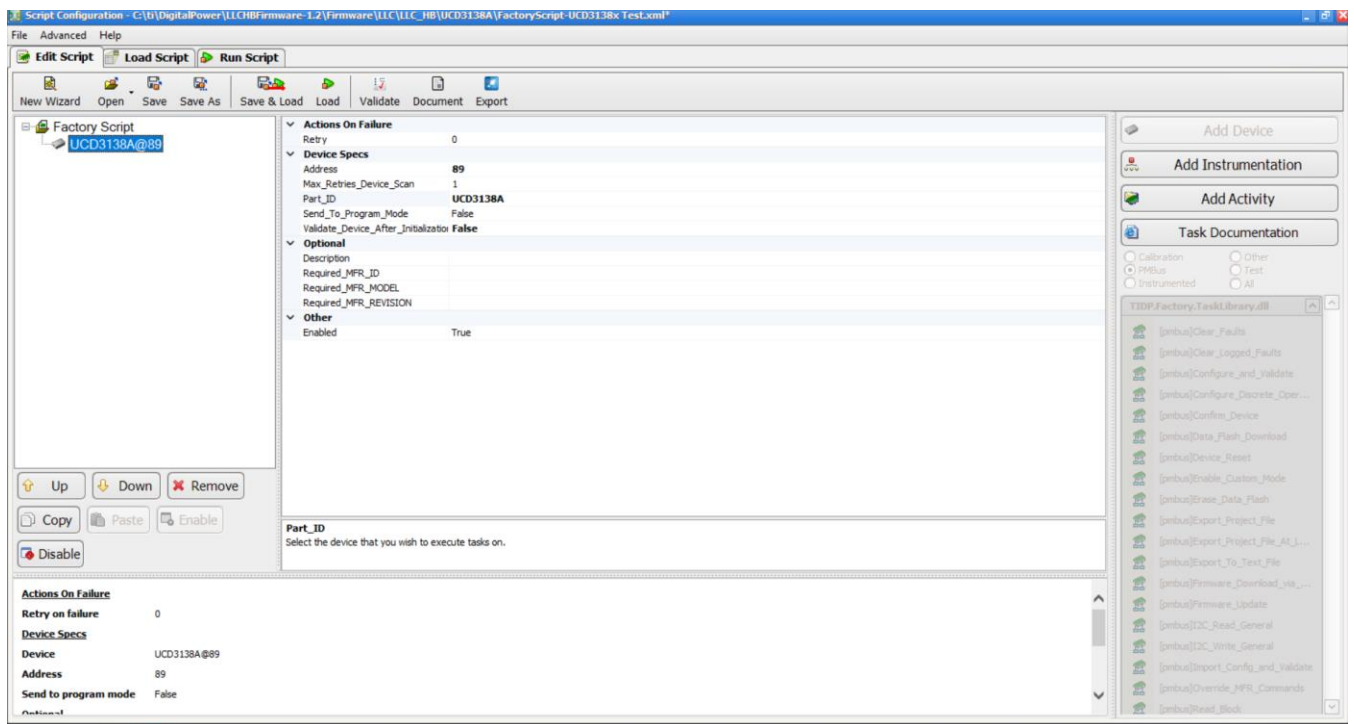 Script Configuration - C:\ti\DigitalPower\LLCHBFirmware-1.2\Firmware\LLC\LLC_HB\UCD3138A\FactoryScript-UCD3138x Test.xml*
File Advanced Help
Edit Script Load Script Run Script
New Wizard Open Save Save As Save & Load Load Validate Document Export
Factory Script
UCD3138A@89
Actions On Failure
Retry 0
Device Specs
Address 89
Max_Retries_Device_Scan 1
Part_ID UCD3138A
Send_To_Program_Mode False
Validate_Device_After_Initialization False
Optional
Description
Required_MFR_ID
Required_MFR_MODEL
Required_MFR_REVISION
Other
Enabled True
Part_ID
Select the device that you wish to execute tasks on.
Up Down Remove
Copy Paste Enable
Disable
Actions On Failure
Retry on failure 0
Device Specs
Device UCD3138A@89
Address 89
Send to program mode False
Optional
Add Device
Add Instrumentation
Add Activity
Task Documentation
Calibration Other
PMBus Test
Instrumented All
TIDP.Factory.TaskLibrary.dll
[pmbus]Clear_Faults
[pmbus]Clear_Logged_Faults
[pmbus]Configure_and_Validate
[pmbus]Configure_Discrete_Oper...
[pmbus]Confirm_Device
[pmbus]Data_Flash_Download
[pmbus]Device_Reset
[pmbus]Enable_Custom_Mode
[pmbus]Erase_Data_Flash
[pmbus]Export_Project_File
[pmbus]Export_Project_File_At_L...
[pmbus]Export_To_Text_File
[pmbus]Firmware_Download_via_...
[pmbus]Firmware_Update
[pmbus]I2C_Read_General
[pmbus]I2C_Write_General
[pmbus]Import_Config_and_Validate
[pmbus]Override_MFR_Commands
[pmbus]Read_Block